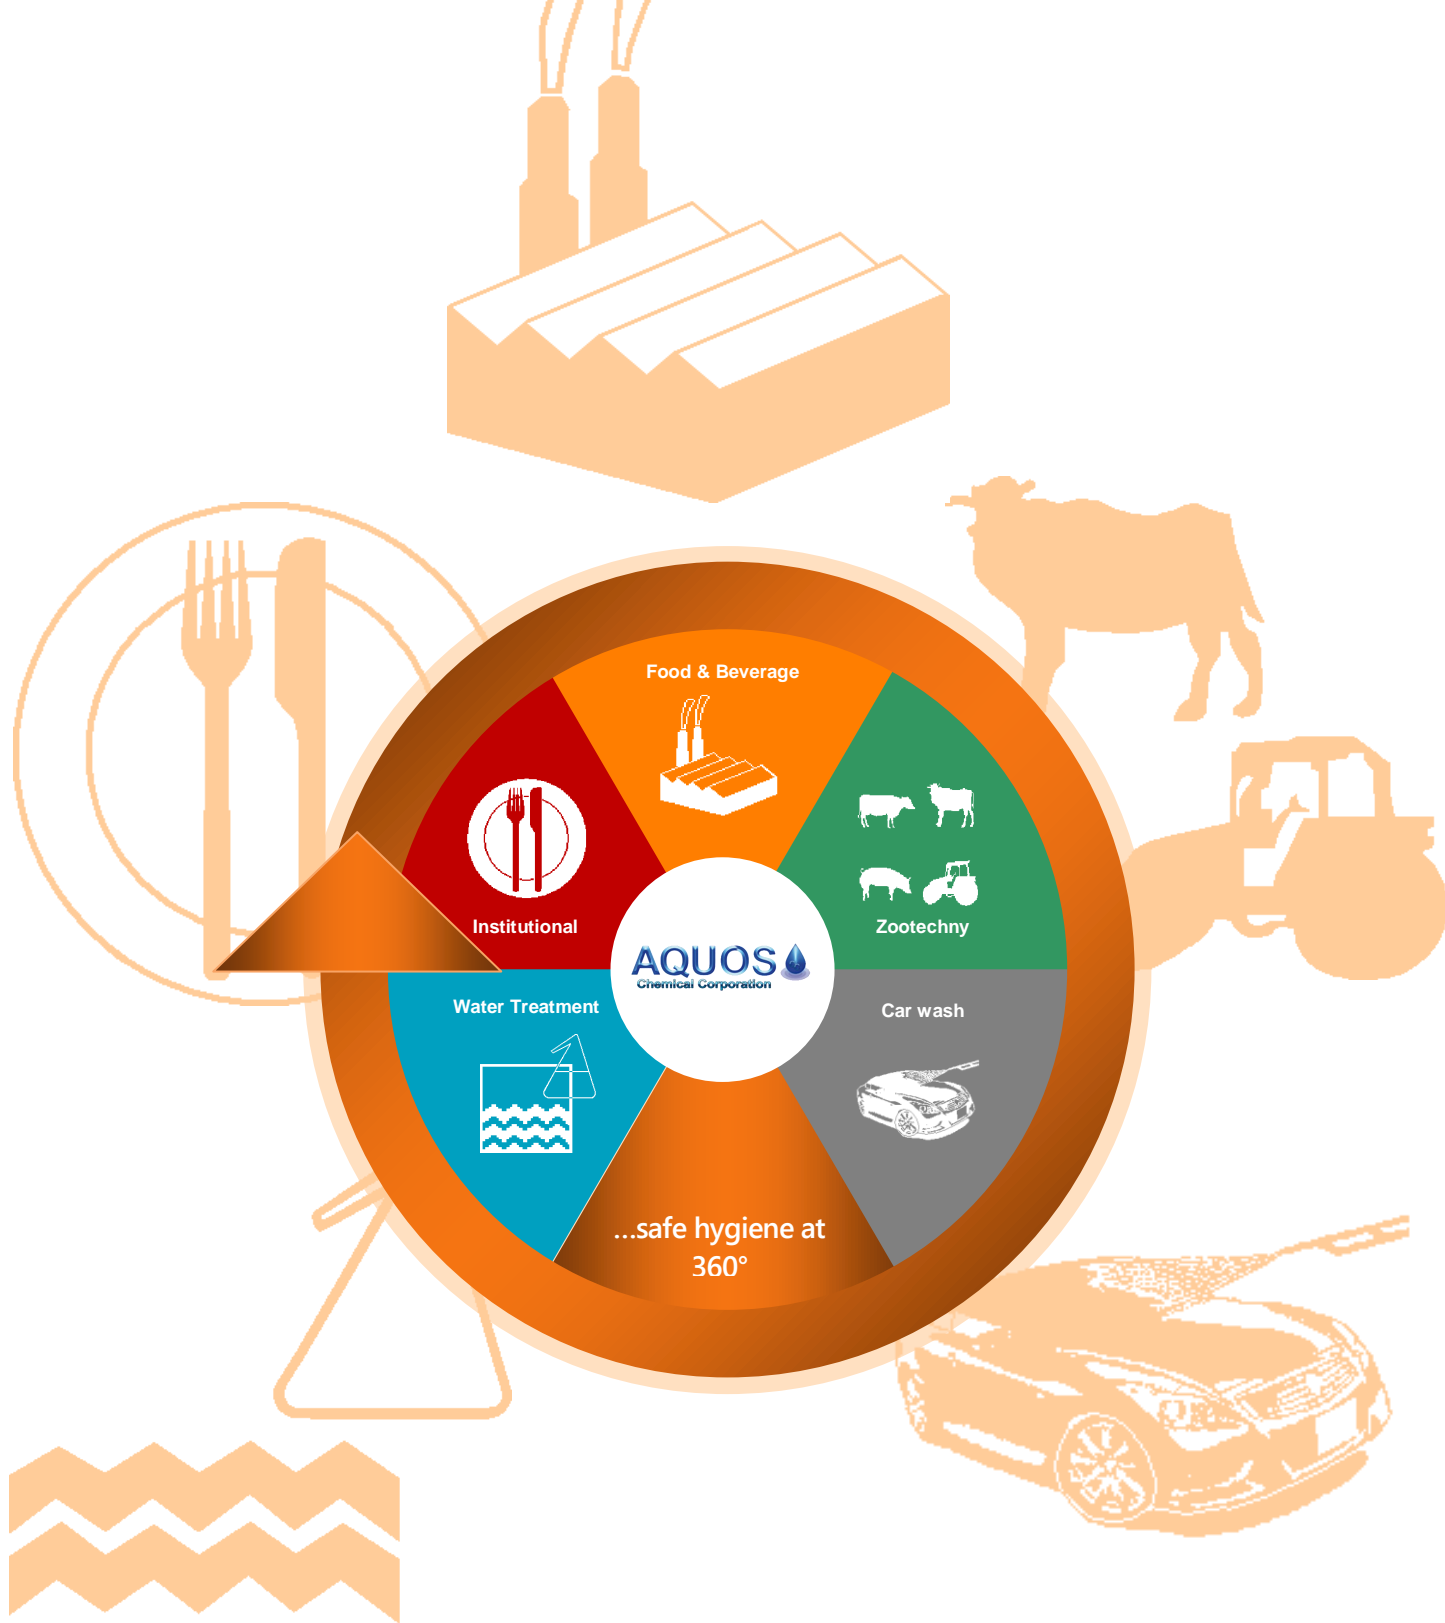 Food & Beverage
Institutional
Zootechny
AQUOS
Chemical Corporation
Water Treatment
Car wash
...safe hygiene at
360°